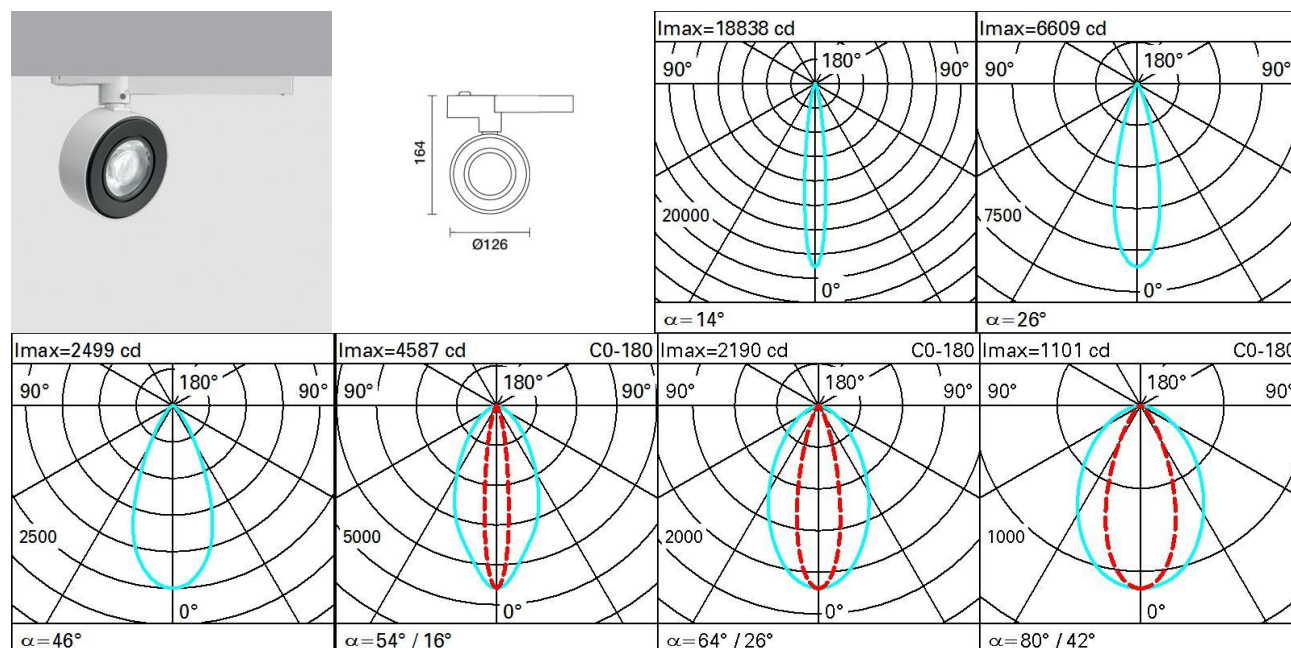 164
Ø126
Imax=18838 cd
90°
180°
20000
0°
α=14°
Imax=6609 cd
90°
180°
90°
7500
0°
α=26°
Imax=2499 cd
90°
180°
90°
2500
0°
α=46°
Imax=4587 cd C0-180
90°
180°
90°
5000
0°
α=54° / 16°
Imax=2190 cd C0-180
90°
180°
90°
2000
0°
α=64° / 26°
Imax=1101 cd C0-180
90°
180°
90°
1000
0°
α=80° / 42°